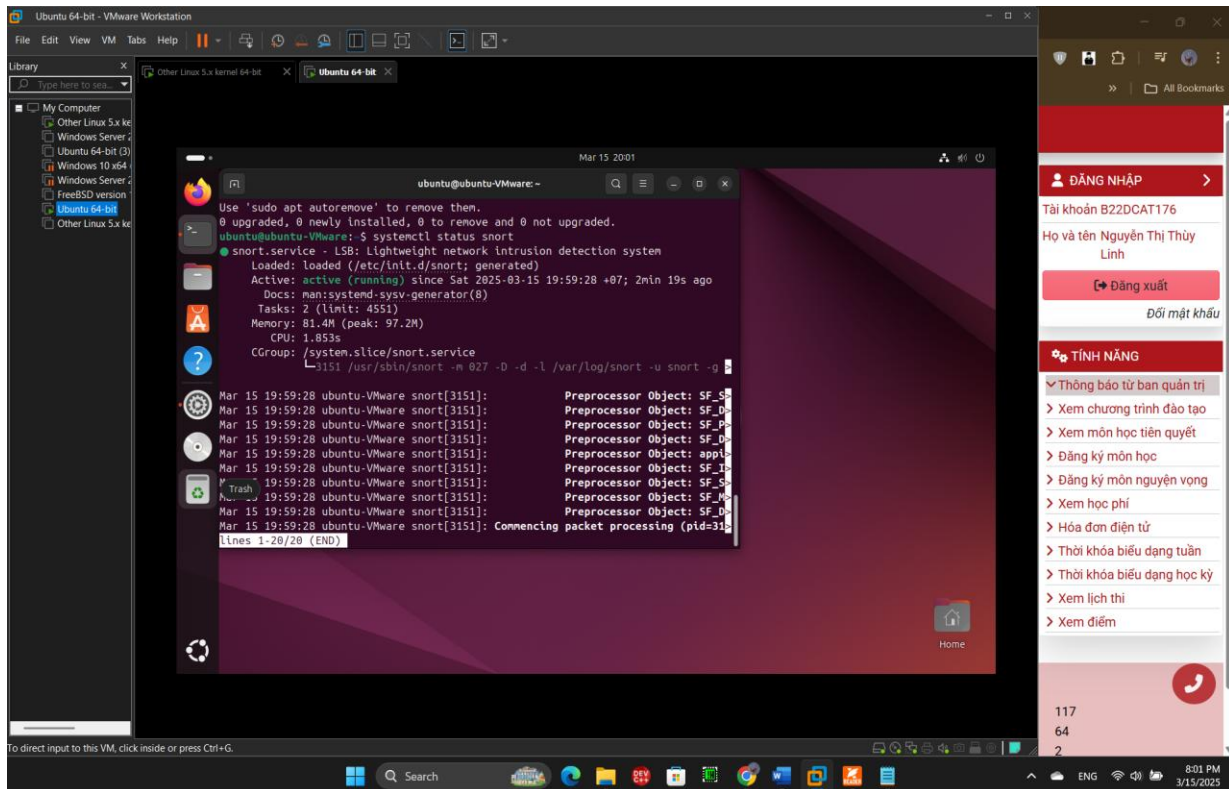 Ubuntu 64-bit - VMware Workstation
File Edit View VM Tabs Help
Library X
Type here to sea...
My Computer
Other Linux 5.x ke
Windows Server 2
Ubuntu 64-bit (3)
Windows 10 x64
Windows Server 2
FreeBSD version
Ubuntu 64-bit
Other Linux 5.x ke
Other Linux 5.x kernel 64-bit
Ubuntu 64-bit
Mar 15 20:01
ubuntu@ubuntu-VMware: ~
Use 'sudo apt autoremove' to remove them.
0 upgraded, 0 newly installed, 0 to remove and 0 not upgraded.
ubuntu@ubuntu-VMware:~$ systemctl status snort
● snort.service - LSB: Lightweight network intrusion detection system
Loaded: loaded (/etc/init.d/snort; generated)
Active: active (running) since Sat 2025-03-15 19:59:28 +07; 2min 19s ago
Docs: man:systemd-sysv-generator(8)
Tasks: 2 (limit: 4551)
Memory: 81.4M (peak: 97.2M)
CPU: 1.853s
CGroup: /system.slice/snort.service
└─3151 /usr/sbin/snort -m 027 -D -d -l /var/log/snort -u snort -g >
Mar 15 19:59:28 ubuntu-VMware snort[3151]: Preprocessor Object: SF_S>
Mar 15 19:59:28 ubuntu-VMware snort[3151]: Preprocessor Object: SF_D>
Mar 15 19:59:28 ubuntu-VMware snort[3151]: Preprocessor Object: SF_P>
Mar 15 19:59:28 ubuntu-VMware snort[3151]: Preprocessor Object: SF_D>
Mar 15 19:59:28 ubuntu-VMware snort[3151]: Preprocessor Object: appi>
Mar 15 19:59:28 ubuntu-VMware snort[3151]: Preprocessor Object: SF_I>
19:59:28 ubuntu-VMware snort[3151]: Preprocessor Object: SF_S>
19:59:28 ubuntu-VMware snort[3151]: Preprocessor Object: SF_M>
Mar 15 19:59:28 ubuntu-VMware snort[3151]: Preprocessor Object: SF_D>
Mar 15 19:59:28 ubuntu-VMware snort[3151]: Commencing packet processing (pid=31>
lines 1-20/20 (END)
Trash
Home
To direct input to this VM, click inside or press Ctrl+G.
All Bookmarks
ĐĂNG NHẬP
Tài khoản B22DCAT176
Họ và tên Nguyễn Thị Thùy
Linh
Đăng xuất
Đổi mật khẩu
TÍNH NĂNG
Thông báo từ ban quản trị
Xem chương trình đào tạo
Xem môn học tiên quyết
Đăng ký môn học
Đăng ký môn nguyện vọng
Xem học phí
Hóa đơn điện tử
Thời khóa biểu dạng tuần
Thời khóa biểu dạng học kỳ
Xem lịch thi
Xem điểm
117
64
2
Search
ENG
8:01 PM
3/15/2025